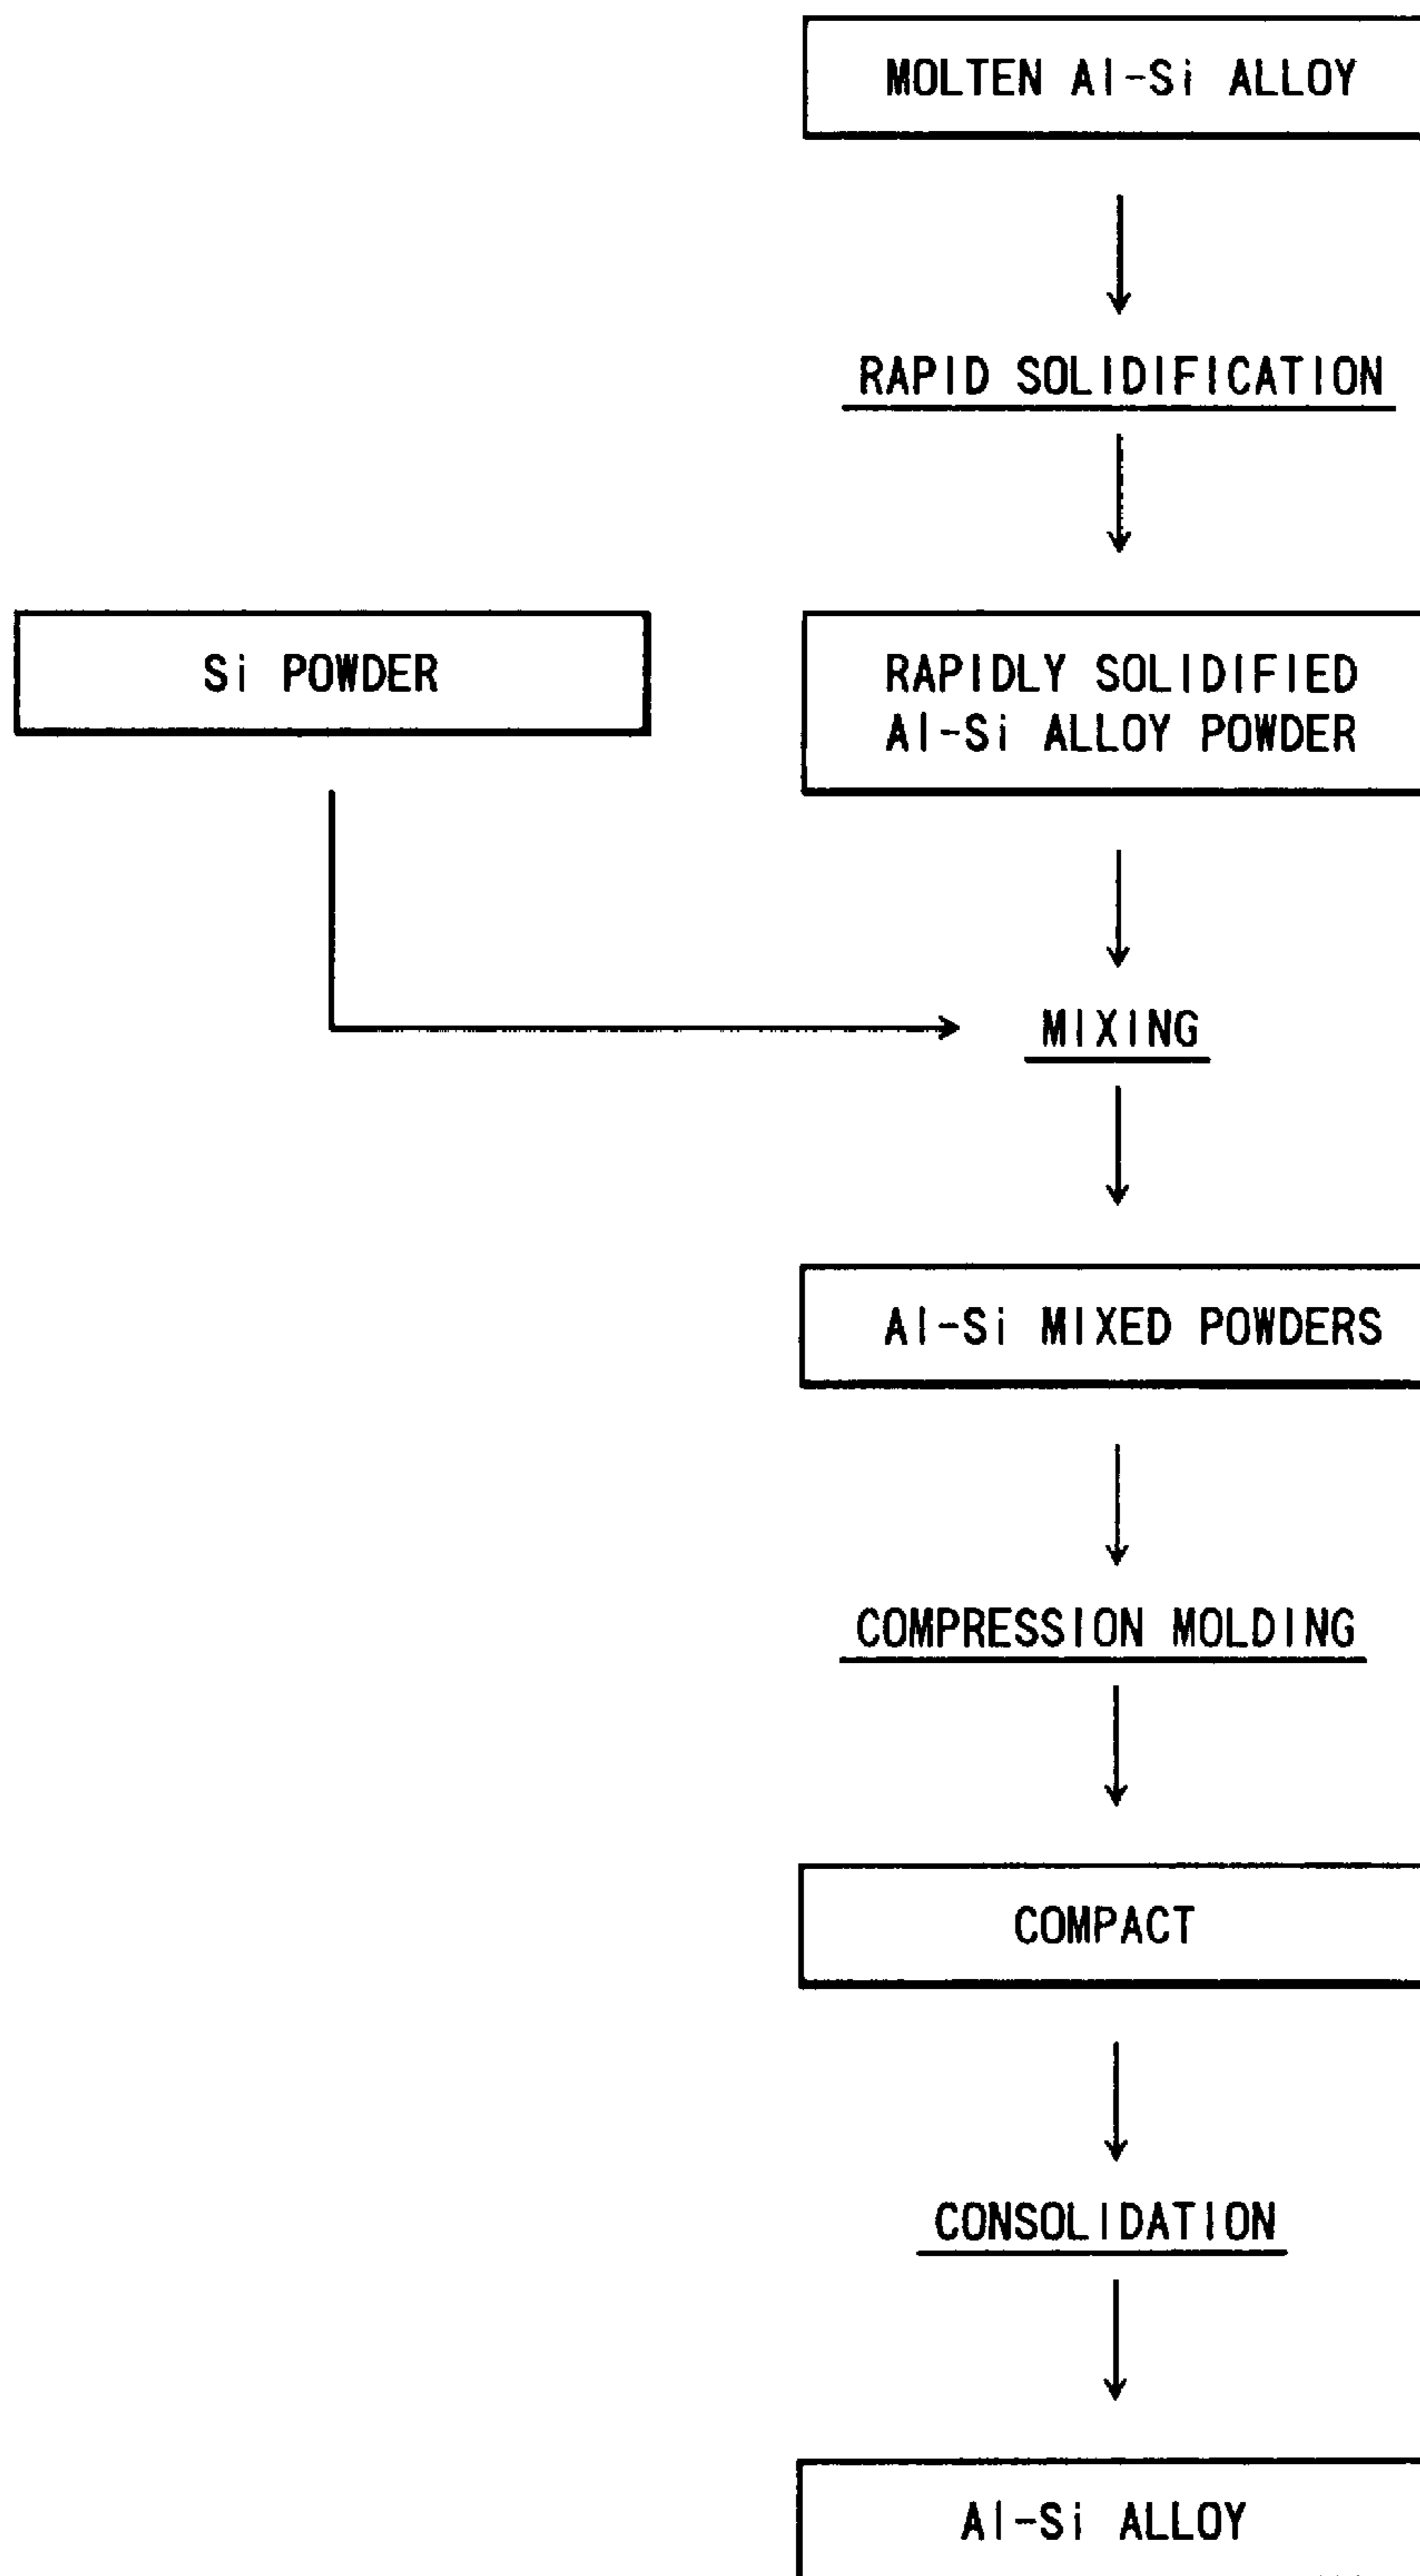 MOLTEN Al-Si ALLOY
RAPID SOLIDIFICATION
Si POWDER
RAPIDLY SOLIDIFIED
Al-Si ALLOY POWDER
MIXING
Al-Si MIXED POWDERS
COMPRESSION MOLDING
COMPACT
CONSOLIDATION
Al-Si ALLOY